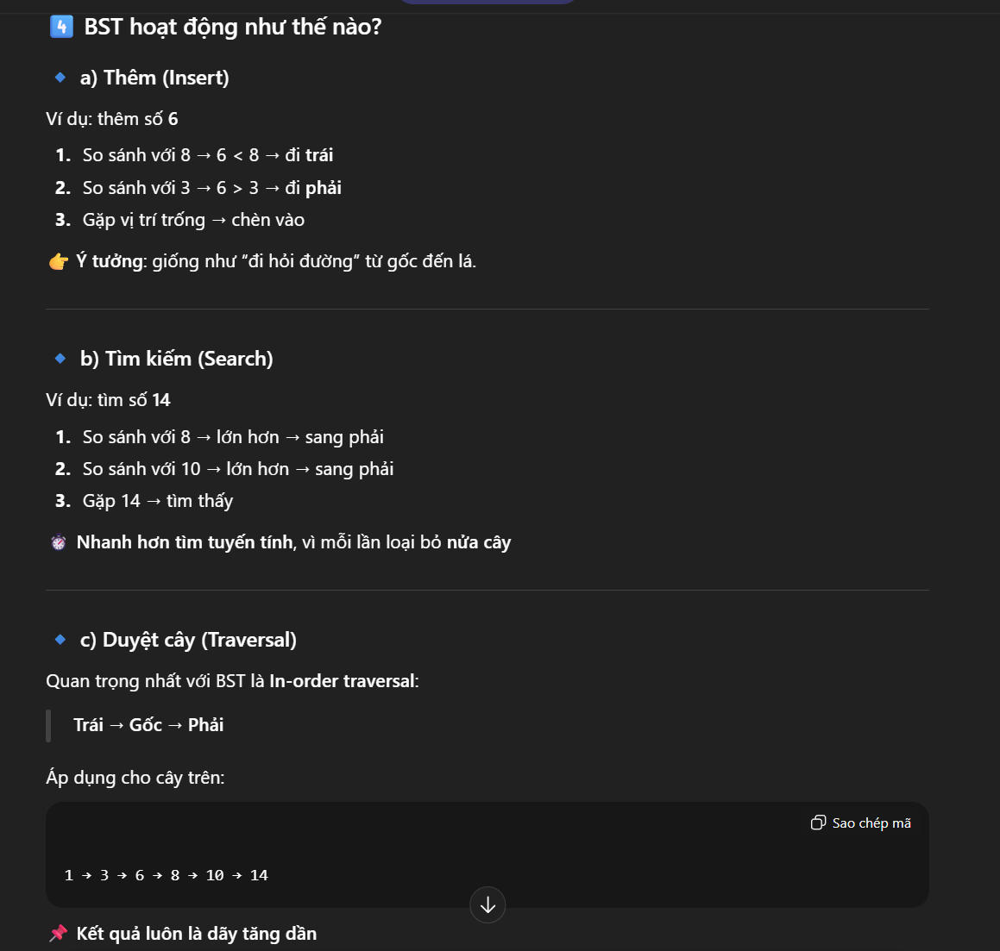 4 BST hoạt động như thế nào?
a) Thêm (Insert)
Ví dụ: thêm số 6
1. So sánh với 8 → 6 < 8 → đi trái
2. So sánh với 3 → 6 > 3 → đi phải
3. Gặp vị trí trống → chèn vào
👉 Ý tưởng: giống như “đi hỏi đường” từ gốc đến lá.
b) Tìm kiếm (Search)
Ví dụ: tìm số 14
1. So sánh với 8 → lớn hơn → sang phải
2. So sánh với 10 → lớn hơn → sang phải
3. Gặp 14 → tìm thấy
⏱ Nhanh hơn tìm tuyến tính, vì mỗi lần loại bỏ nửa cây
c) Duyệt cây (Traversal)
Quan trọng nhất với BST là In-order traversal:
Trái → Gốc → Phải
Áp dụng cho cây trên:
Sao chép mã
1 → 3 → 6 → 8 → 10 → 14
📌 Kết quả luôn là dãy tăng dần